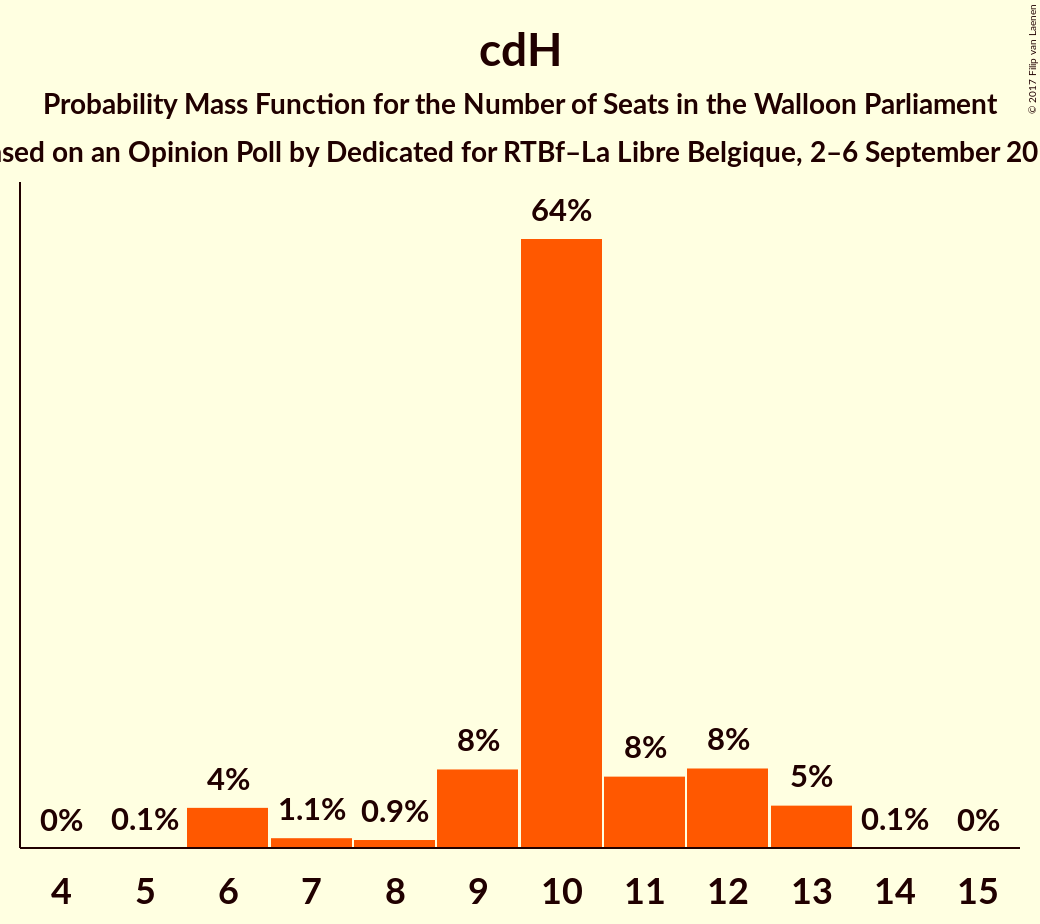 cdH
Probability Mass Function for the Number of Seats in the Walloon Parliament
on an Opinion Poll by Dedicated for RTBf–La Libre Belgique, 2–6 September
© 2017 Filip van Laenen
64%
8%
8%
8%
4%
5%
1.1%
0.9%
0%
0.1%
0.1%
0%
4 5 6 7 8 9 10 11 12 13 14 15